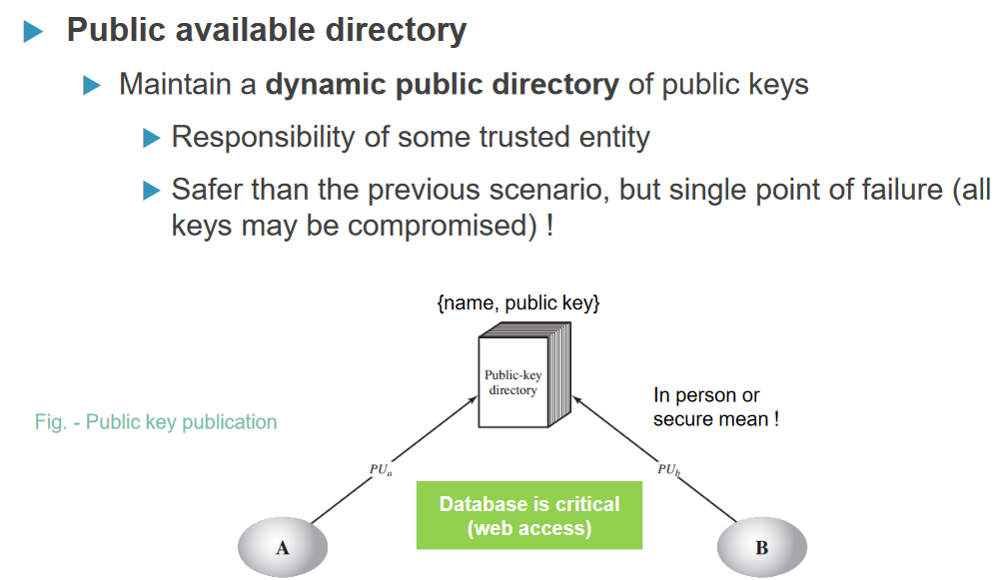 Public available directory
Maintain a dynamic public directory of public keys
Responsibility of some trusted entity
Safer than the previous scenario, but single point of failure (all
keys may be compromised) !
{name, public key}
Public-key
directory
In person or
secure mean !
Fig. - Public key publication
PUa
PUb
Database is critical
(web access)
A
B